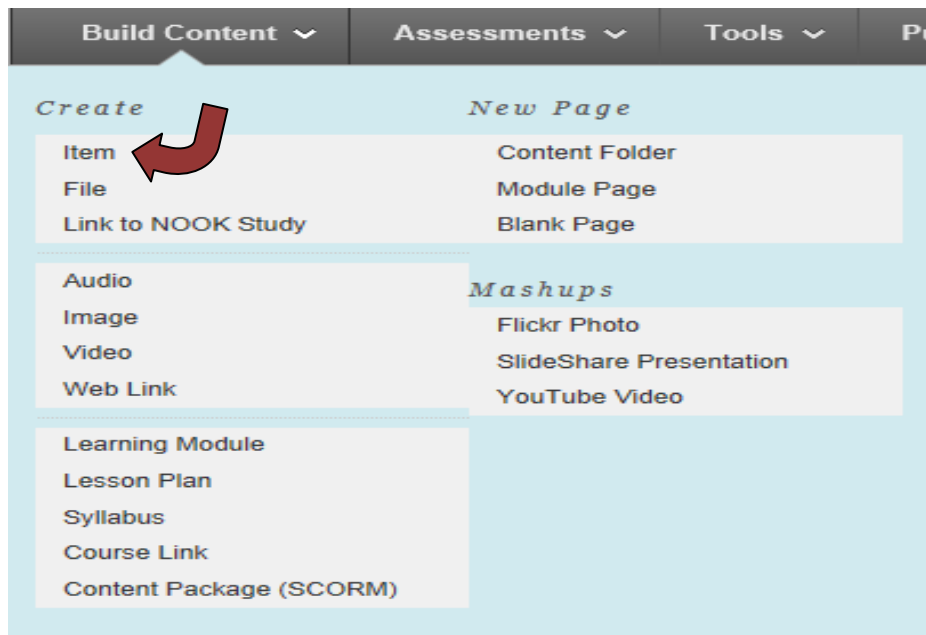 Build Content Assessments Tools
Create
Item
File
Link to NOOK Study
Audio
Image
Video
Web Link
Learning Module
Lesson Plan
Syllabus
Course Link
Content Package (SCORM)
New Page
Content Folder
Module Page
Blank Page
Mashups
Flickr Photo
SlideShare Presentation
YouTube Video